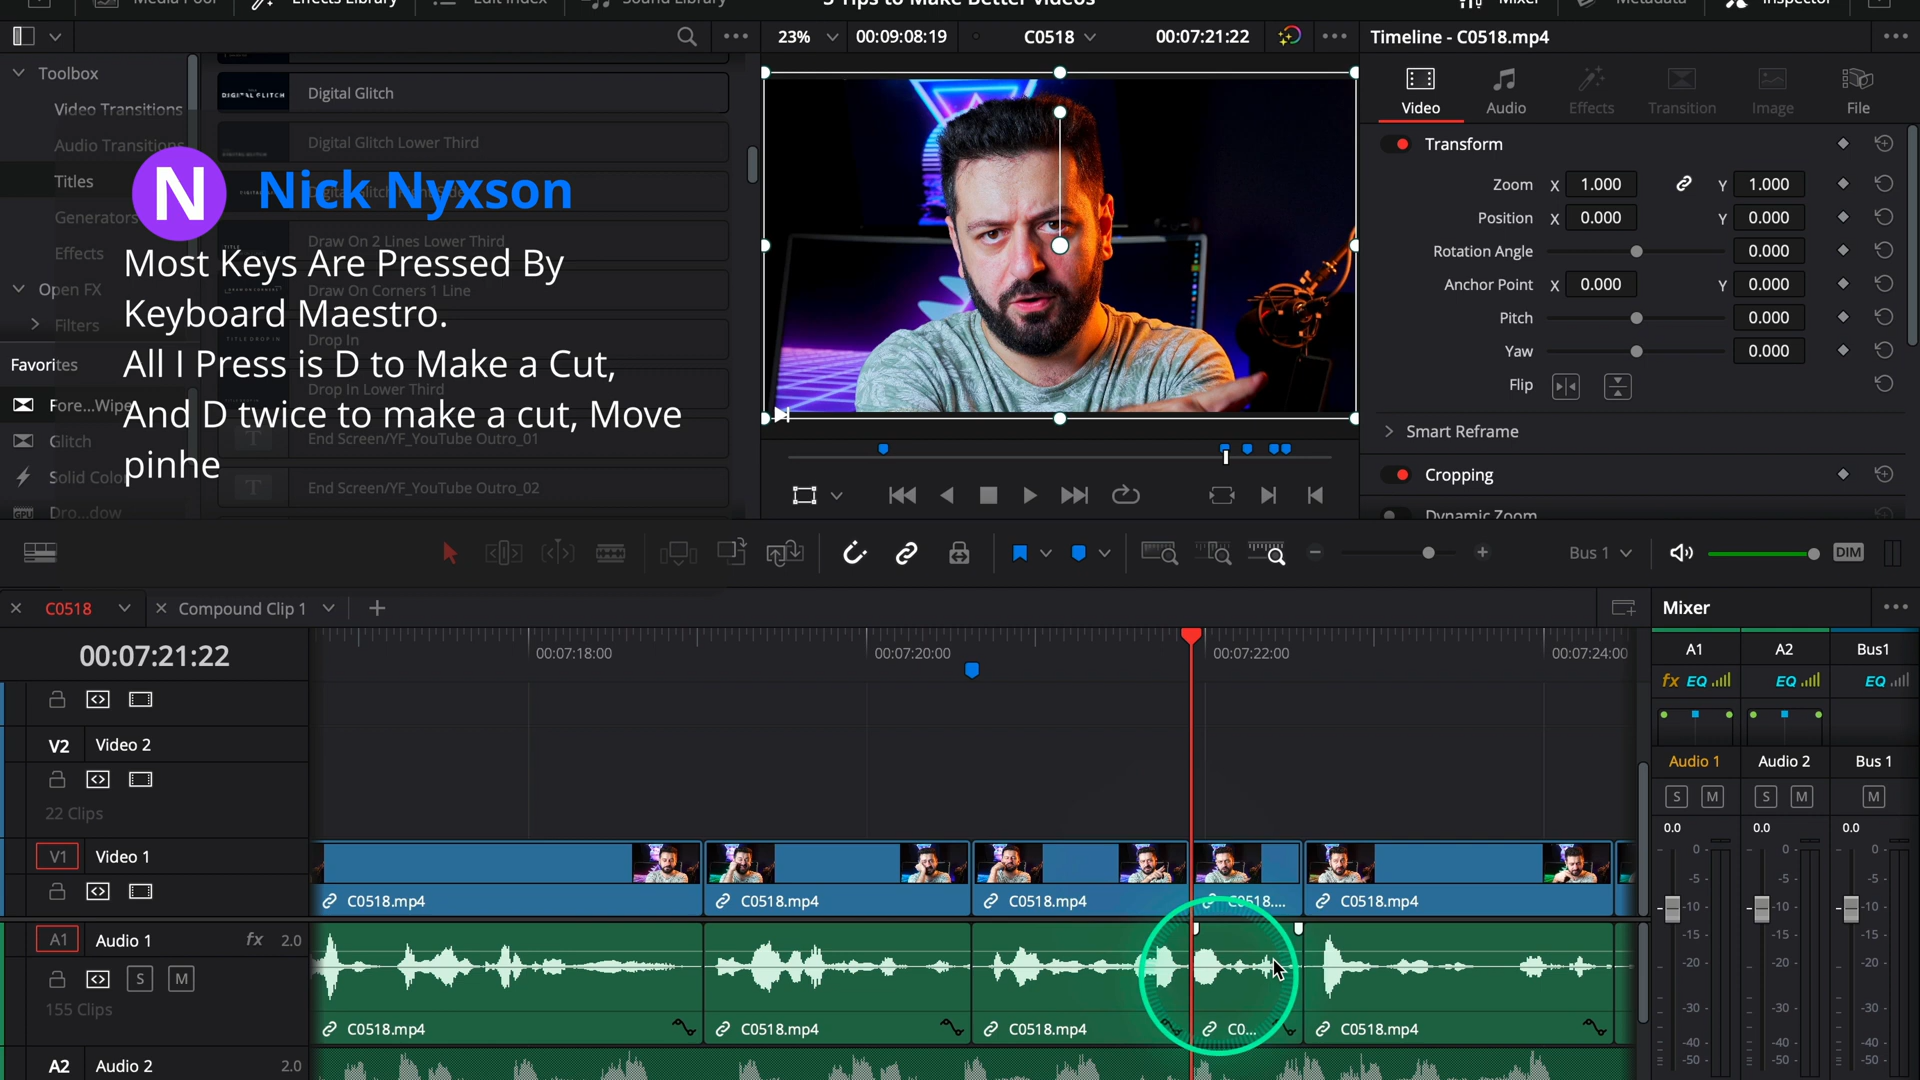 Media Pool
Effects Library
Edit Index
Sound Library
5 Tips to Make Better Videos
Mixer
Metadata
Inspector
23%
00:09:08:19
C0518
00:07:21:22
Timeline - C0518.mp4
Toolbox
Video Transitions
Audio Transitions
Titles
Generators
Effects
Open FX
Filters
Favorites
Fore...Wipe
Glitch
Solid Color
Dro...dow
DIGITAL GLITCH
Digital Glitch
Digital Glitch Lower Third
Draw On 2 Lines Lower Third
Draw On Corners 1 Line
Drop In
Drop In Lower Third
End Screen/YF_YouTube Outro_01
End Screen/YF_YouTube Outro_02
N
Nick Nyxson
Most Keys Are Pressed By
Keyboard Maestro.
All I Press is D to Make a Cut,
And D twice to make a cut, Move
pinhe
Video
Audio
Effects
Transition
Image
File
Transform
Zoom X 1.000 Y 1.000
Position X 0.000 Y 0.000
Rotation Angle 0.000
Anchor Point X 0.000 Y 0.000
Pitch 0.000
Yaw 0.000
Flip
Smart Reframe
Cropping
Dynamic Zoom
Bus 1
DIM
C0518
Compound Clip 1
Mixer
00:07:21:22
00:07:18:00
00:07:20:00
00:07:22:00
00:07:24:00
V2 Video 2
22 Clips
V1 Video 1
C0518.mp4
C0518.mp4
C0518.mp4
C0518....
C0518.mp4
A1 Audio 1 fx 2.0
S M
155 Clips
C0518.mp4
C0518.mp4
C0518.mp4
C0...
C0518.mp4
A2 Audio 2 2.0
A1 A2 Bus1
fx EQ EQ EQ
Audio 1 Audio 2 Bus 1
S M S M M
0.0 0.0 0.0
0- 0- 0-
-5- -5- -5-
-10- -10- -10-
-15- -15- -15-
-20- -20- -20-
-30- -30- -30-
-40- -40- -40-
-50- -50- -50-